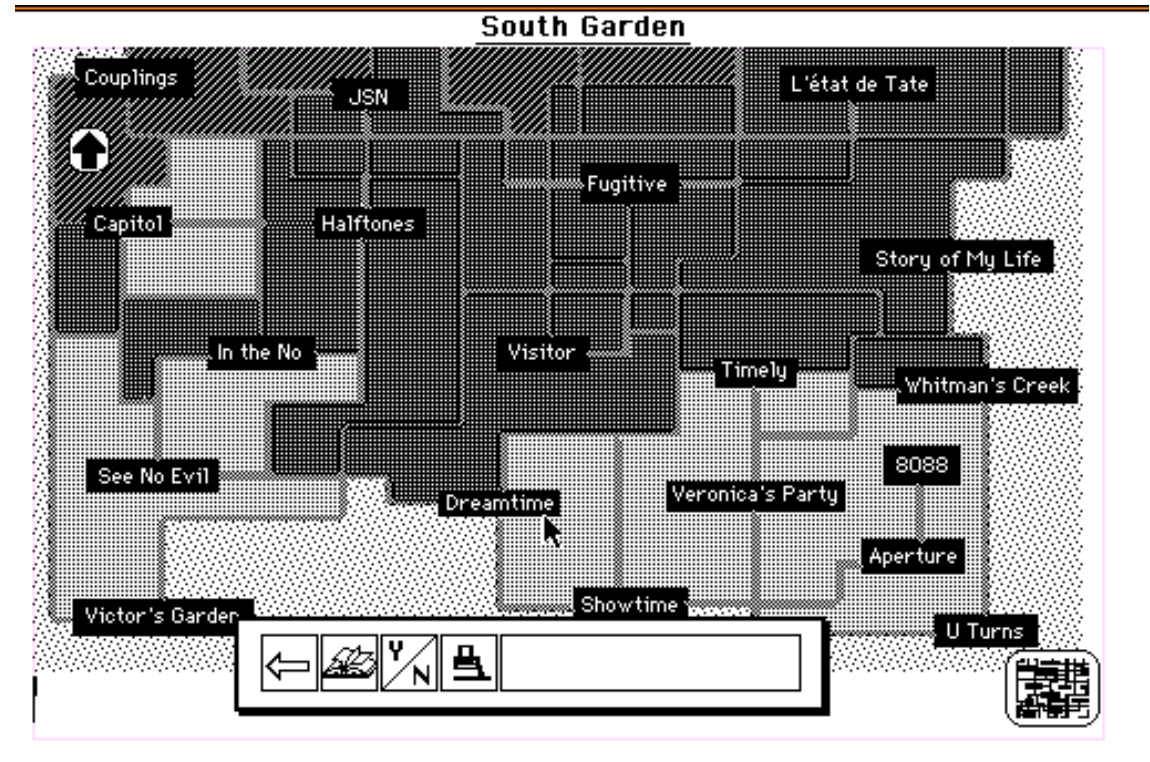 South Garden
Couplings
JSN
L'état de Tate
Fugitive
Capitol
Halftones
Story of My Life
In the No
Visitor
Timely
Whitman's Creek
See No Evil
8088
Veronica's Party
Dreamtime
Aperture
Showtime
Victor's Garden
U Turns
Y
N